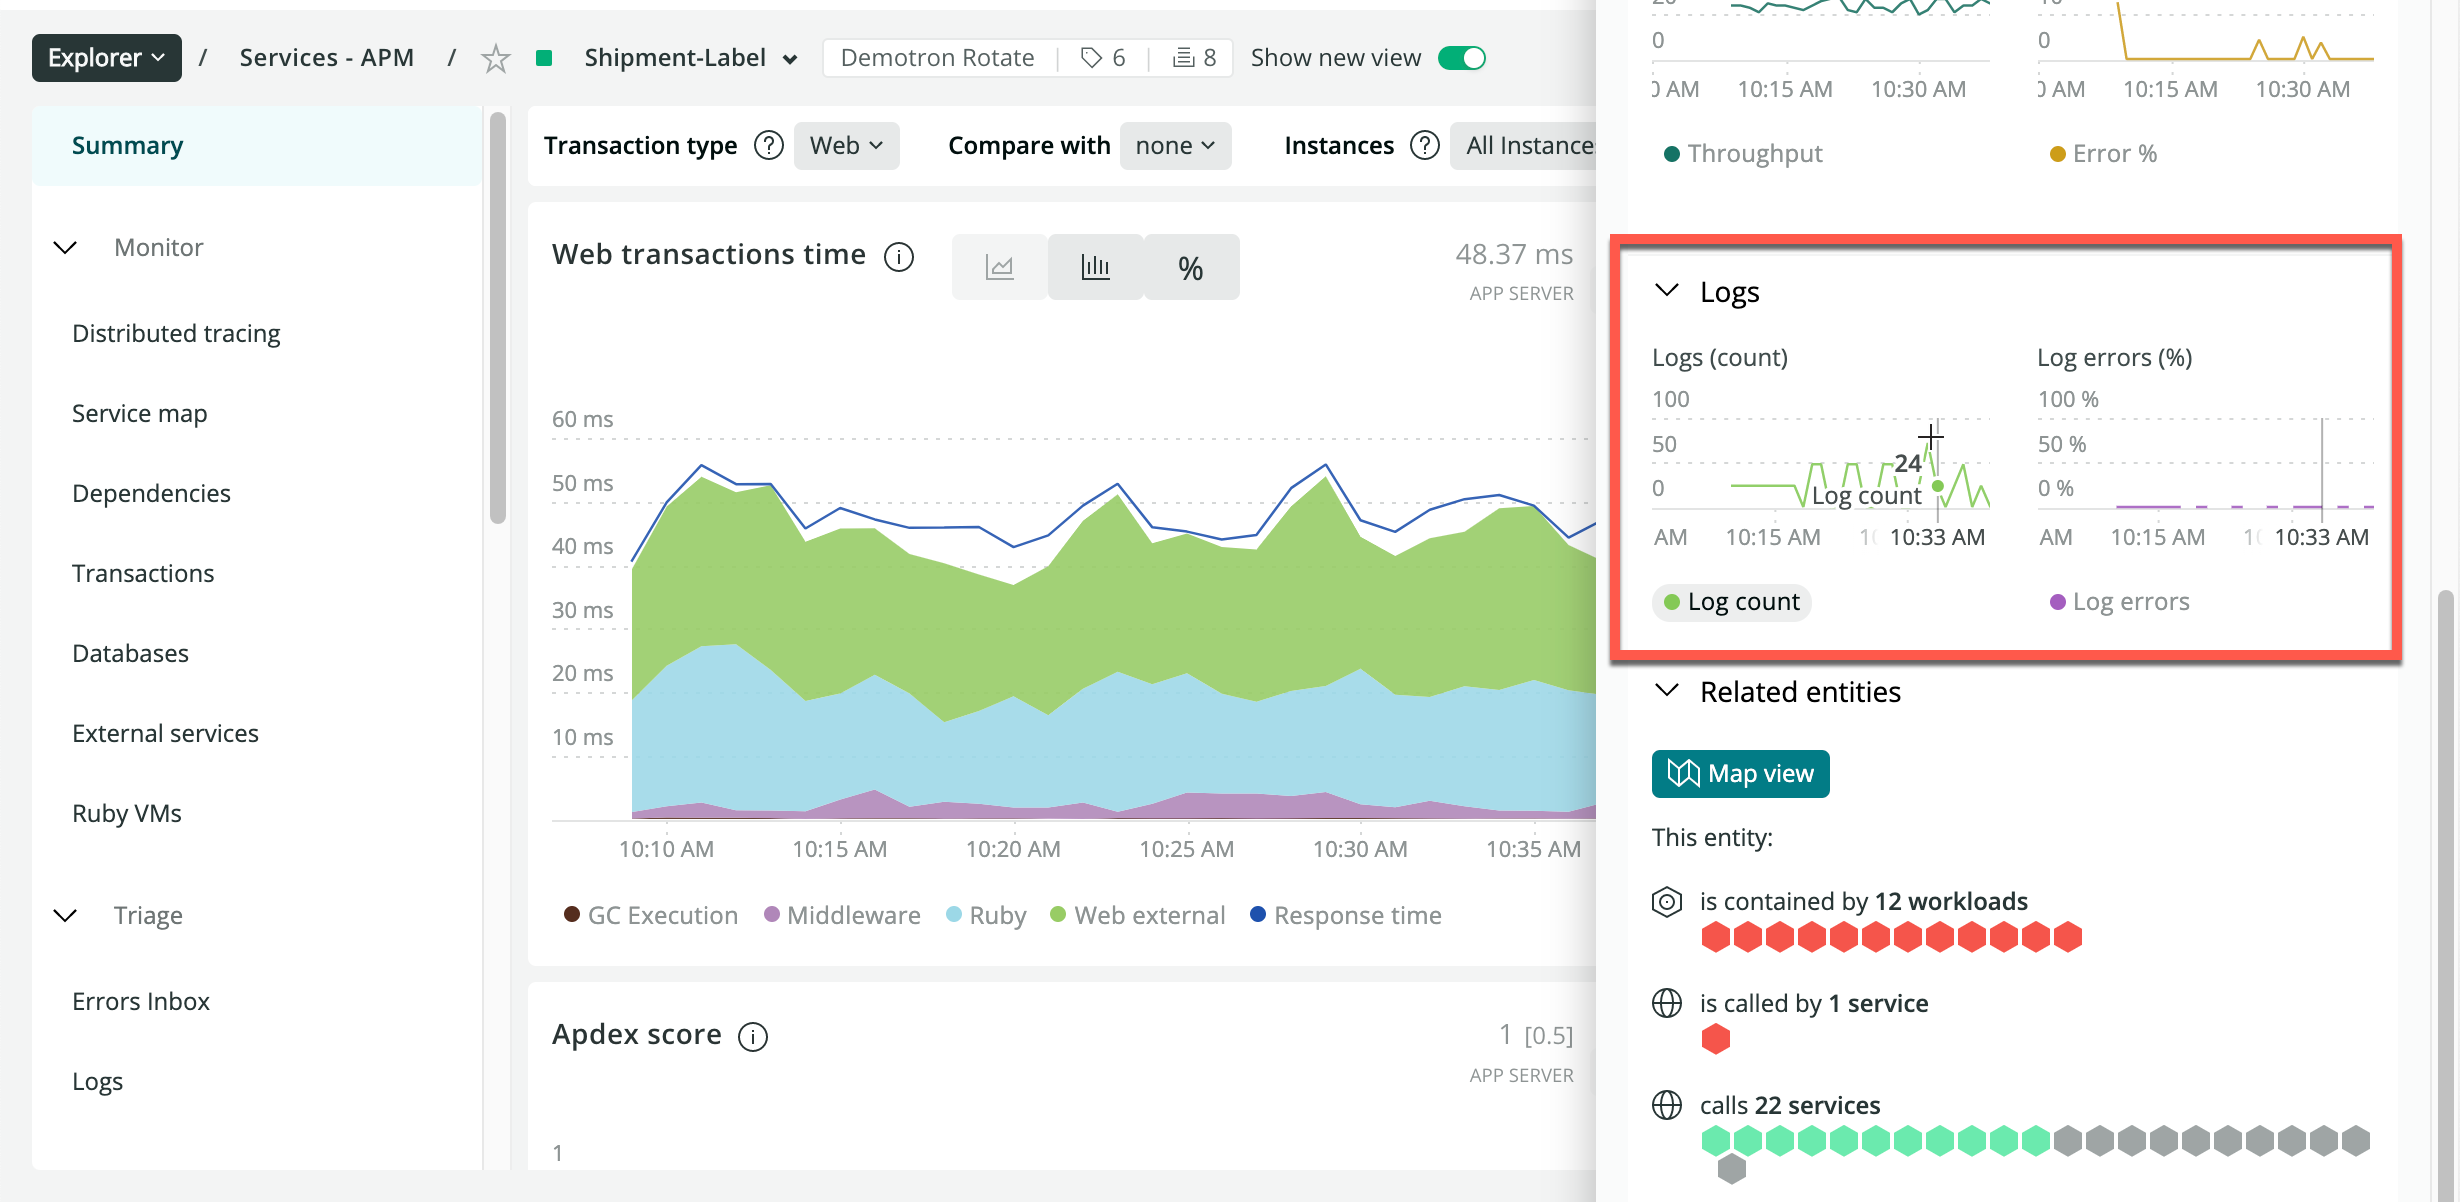 Explorer / Services - APM / Shipment-Label Demotron Rotate 6 8 Show new view
Summary
Monitor
Distributed tracing
Service map
Dependencies
Transactions
Databases
External services
Ruby VMs
Triage
Errors Inbox
Logs
Transaction type ? Web Compare with none Instances ? All Instance
Web transactions time i % 48.37 ms
APP SERVER
60 ms
50 ms
40 ms
30 ms
20 ms
10 ms
10:10 AM 10:15 AM 10:20 AM 10:25 AM 10:30 AM 10:35 AM
GC Execution Middleware Ruby Web external Response time
Apdex score i 1 [0.5]
APP SERVER
1
0
0 AM 10:15 AM 10:30 AM
Throughput
0
0 AM 10:15 AM 10:30 AM
Error %
Logs
Logs (count)
100
50
0
24
Log count
AM 10:15 AM 10:33 AM
Log count
Log errors (%)
100 %
50 %
0 %
AM 10:15 AM 10:33 AM
Log errors
Related entities
Map view
This entity:
is contained by 12 workloads
is called by 1 service
calls 22 services